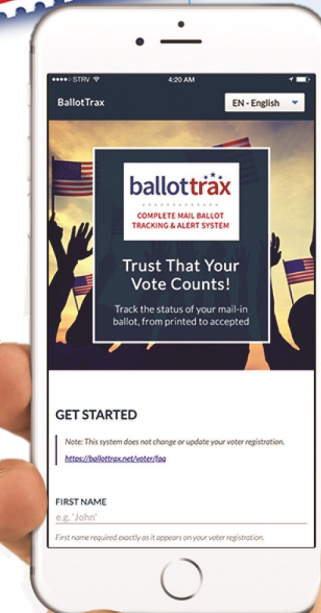 STRV
4:20 AM
BallotTrax
EN - English
ballottrax
COMPLETE MAIL BALLOT
TRACKING & ALERT SYSTEM
Trust That Your
Vote Counts!
Track the status of your mail-in
ballot, from printed to accepted
GET STARTED
Note: This system does not change or update your voter registration.
https://ballottrax.net/voter/faq
FIRST NAME
e.g. 'John'
First name required exactly as it appears on your voter registration.